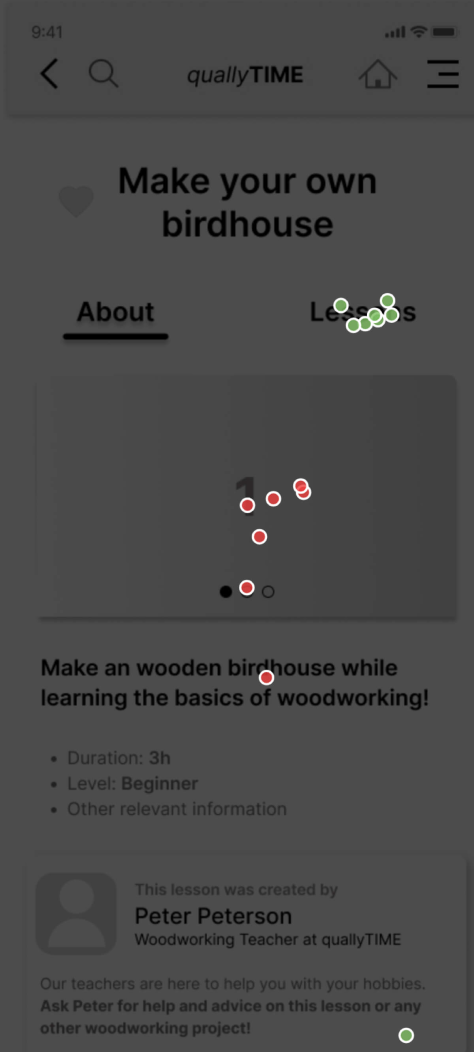 9:41
quallyTIME
Make your own
birdhouse
About
Lessons
1
Make an wooden birdhouse while
learning the basics of woodworking!
• Duration: 3h
• Level: Beginner
• Other relevant information
This lesson was created by
Peter Peterson
Woodworking Teacher at quallyTIME
Our teachers are here to help you with your hobbies.
Ask Peter for help and advice on this lesson or any
other woodworking project!